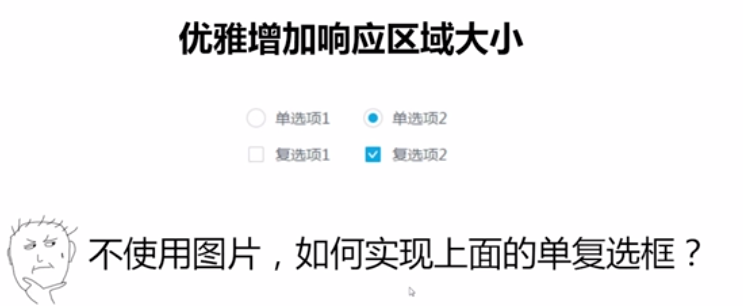 优雅增加响应区域大小
单选项1 单选项2
复选项1 复选项2
不使用图片，如何实现上面的单复选框？